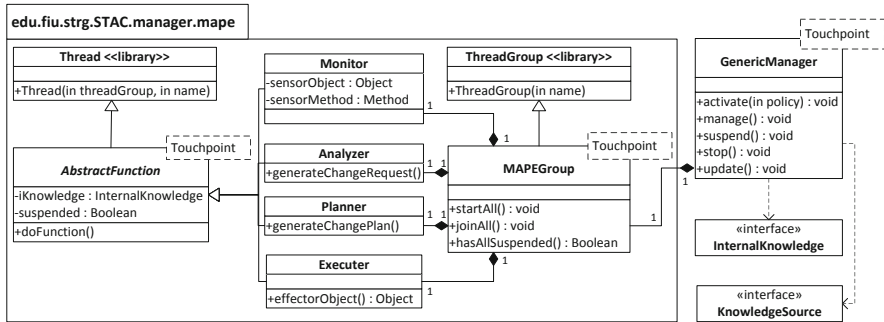 edu.fiu.strg.STAC.manager.mape
Thread <<library>>
+Thread(in threadGroup, in name)
Monitor
-sensorObject : Object
-sensorMethod : Method
ThreadGroup <<library>>
+ThreadGroup(in name)
Touchpoint
GenericManager
+activate(in policy) : void
+manage() : void
+suspend() : void
+stop() : void
+update() : void
Touchpoint
AbstractFunction
-iKnowledge : InternalKnowledge
-suspended : Boolean
+doFunction()
Analyzer
+generateChangeRequest()
Planner
+generateChangePlan()
Executer
+effectorObject() : Object
Touchpoint
MAPEGroup
+startAll() : void
+joinAll() : void
+hasAllSuspended() : Boolean
1
1
1
1
1
1
1
1
1
1
«interface»
InternalKnowledge
«interface»
KnowledgeSource